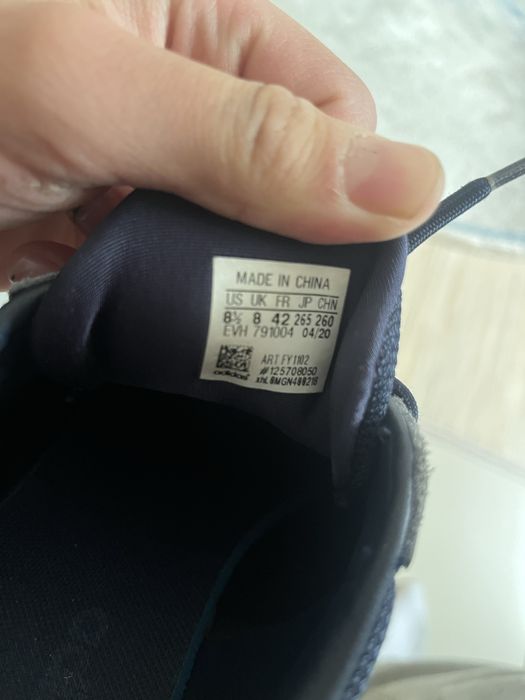 MADE IN CHINA
US UK FR JP CHN
8½ 8 42 265 260
EVH 791004 04/20
ART FY1102
#125708050
adidas
xhL0MGN480218